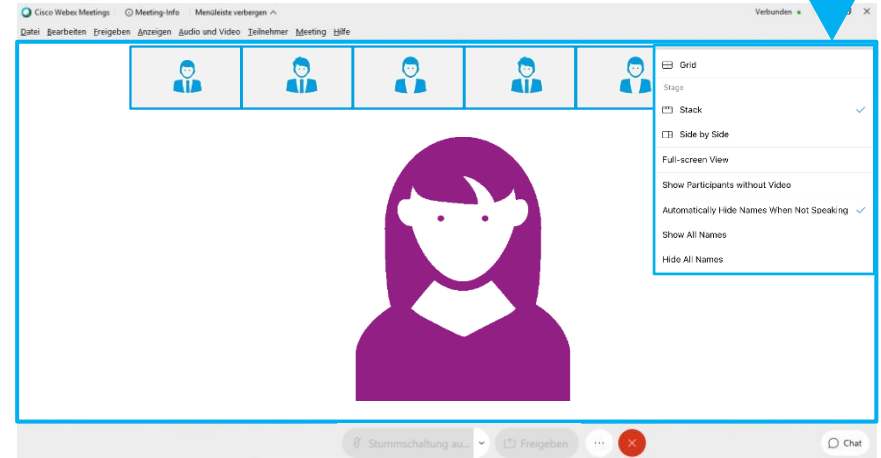 Cisco Webex Meetings Meeting-Info Menüleiste verbergen Verbunden
Datei Bearbeiten Freigeben Anzeigen Audio und Video Teilnehmer Meeting Hilfe
Grid
Stage
Stack
Side by Side
Full-screen View
Show Participants without Video
Automatically Hide Names When Not Speaking
Show All Names
Hide All Names
Stummschaltung au... Freigeben Chat